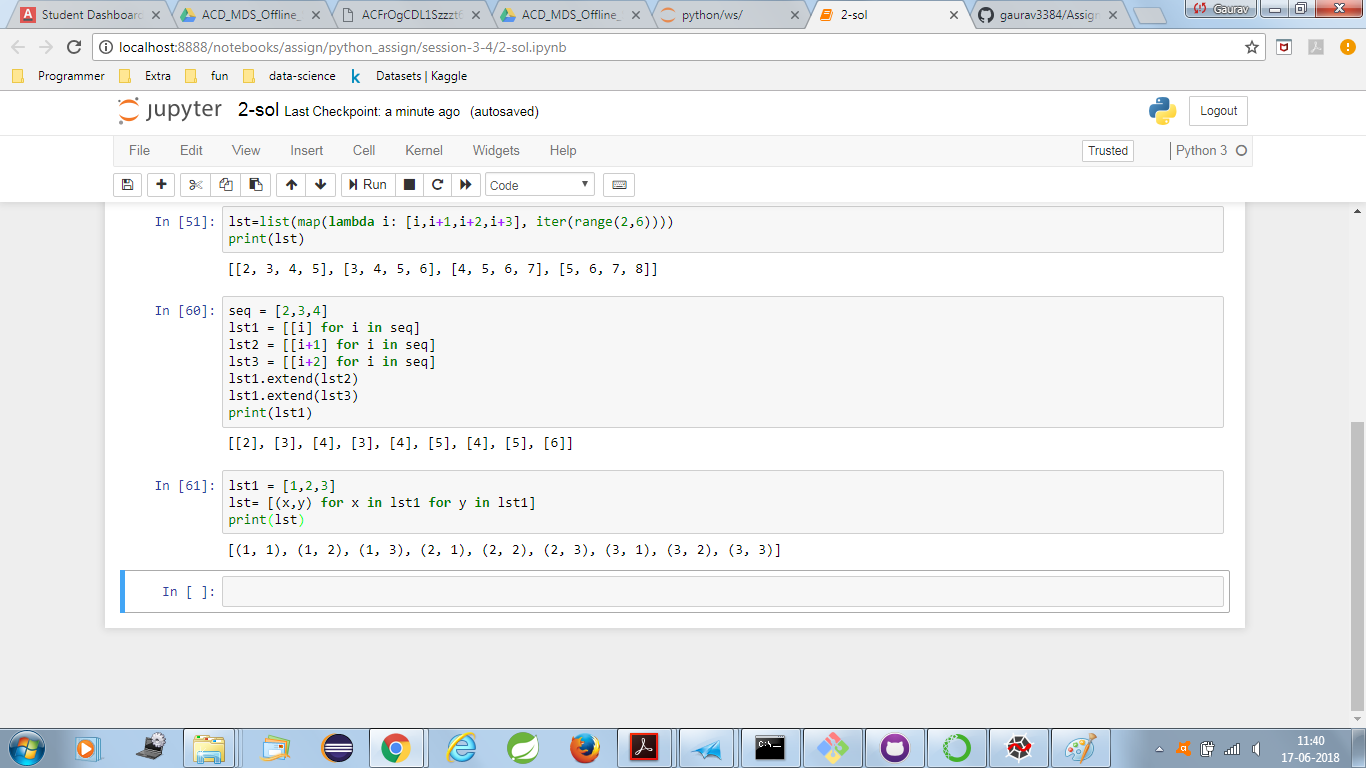 Student Dashboard
ACD_MDS_Offline_
ACFrOgCDL1Szzzt
ACD_MDS_Offline_
python/ws/
2-sol
gaurav3384/Assign
Gaurav
localhost:8888/notebooks/assign/python_assign/session-3-4/2-sol.ipynb
Programmer
Extra
fun
data-science
Datasets | Kaggle
jupyter 2-sol Last Checkpoint: a minute ago (autosaved)
Logout
File Edit View Insert Cell Kernel Widgets Help
Trusted
Python 3
Run
Code
In [51]: lst=list(map(lambda i: [i,i+1,i+2,i+3], iter(range(2,6))))
print(lst)
[[2, 3, 4, 5], [3, 4, 5, 6], [4, 5, 6, 7], [5, 6, 7, 8]]
In [60]: seq = [2,3,4]
lst1 = [[i] for i in seq]
lst2 = [[i+1] for i in seq]
lst3 = [[i+2] for i in seq]
lst1.extend(lst2)
lst1.extend(lst3)
print(lst1)
[[2], [3], [4], [3], [4], [5], [4], [5], [6]]
In [61]: lst1 = [1,2,3]
lst= [(x,y) for x in lst1 for y in lst1]
print(lst)
[(1, 1), (1, 2), (1, 3), (2, 1), (2, 2), (2, 3), (3, 1), (3, 2), (3, 3)]
In [ ]:
11:40
17-06-2018